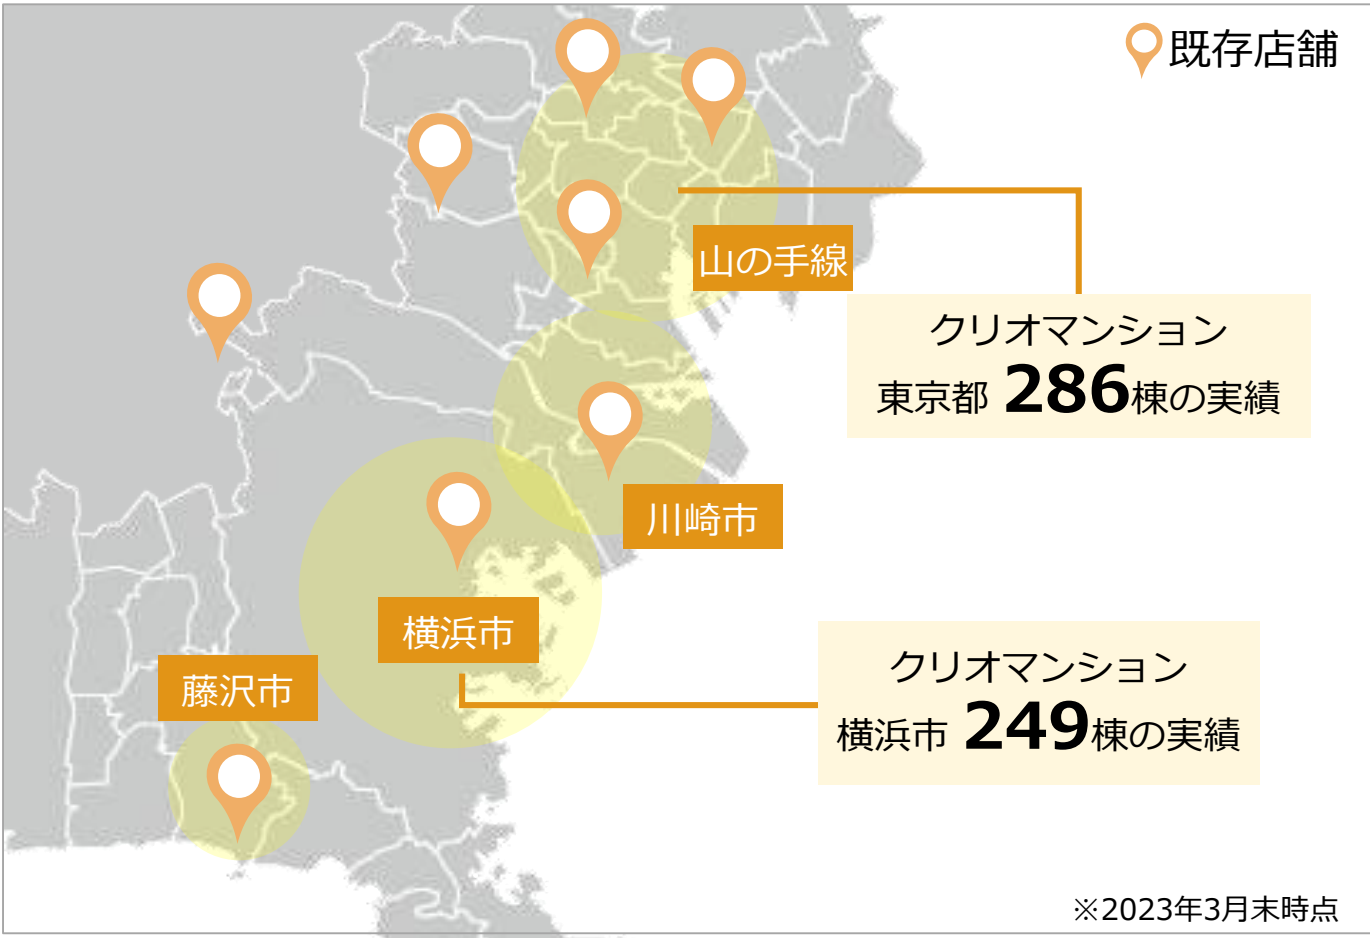 既存店舗
山の手線
クリオマンション
東京都 286棟の実績
川崎市
横浜市
クリオマンション
横浜市 249棟の実績
藤沢市
※2023年3月末時点